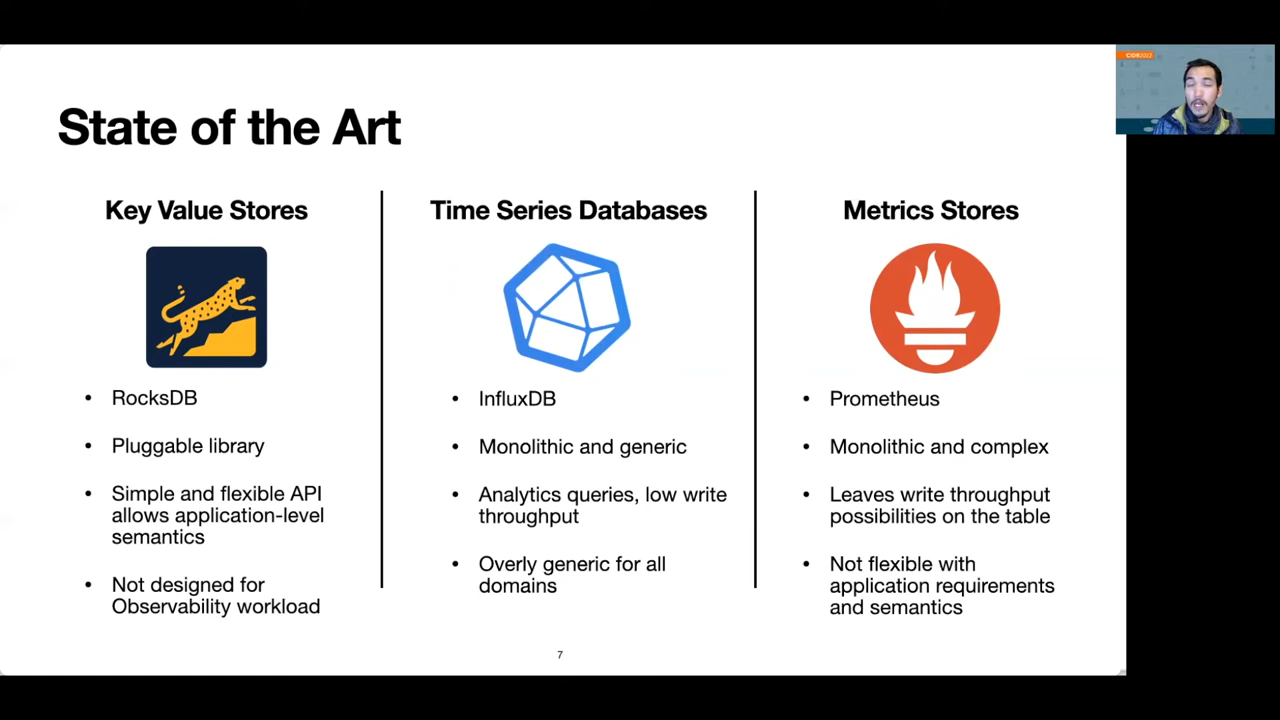 CIDR2022
State of the Art
Key Value Stores
RocksDB
Pluggable library
Simple and flexible API
allows application-level
semantics
Not designed for
Observability workload
Time Series Databases
InfluxDB
Monolithic and generic
Analytics queries, low write
throughput
Overly generic for all
domains
Metrics Stores
Prometheus
Monolithic and complex
Leaves write throughput
possibilities on the table
Not flexible with
application requirements
and semantics
7